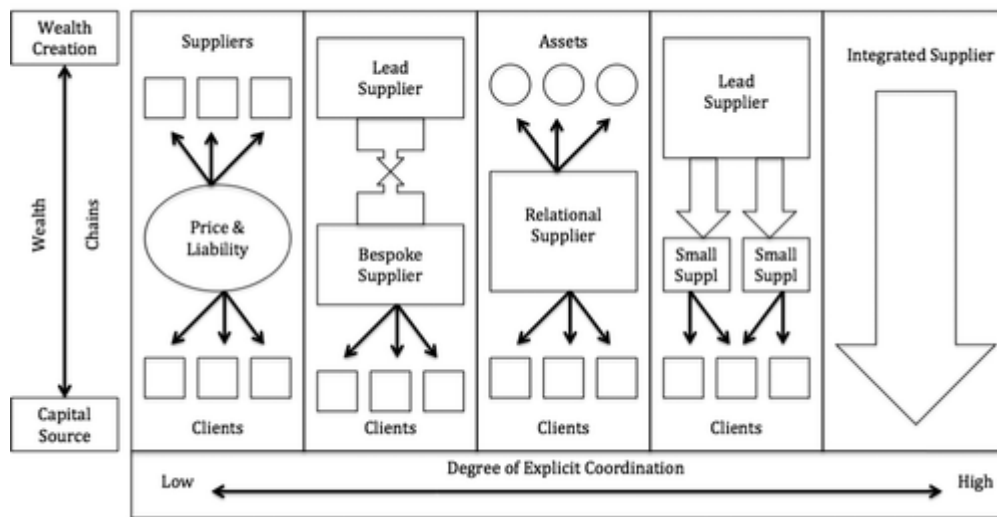 Wealth
Creation
Wealth
Chains
Capital
Source
Suppliers
Price &
Liability
Clients
Lead
Supplier
Bespoke
Supplier
Clients
Assets
Relational
Supplier
Clients
Lead
Supplier
Small
Suppl
Small
Suppl
Clients
Integrated Supplier
Degree of Explicit Coordination
Low
High